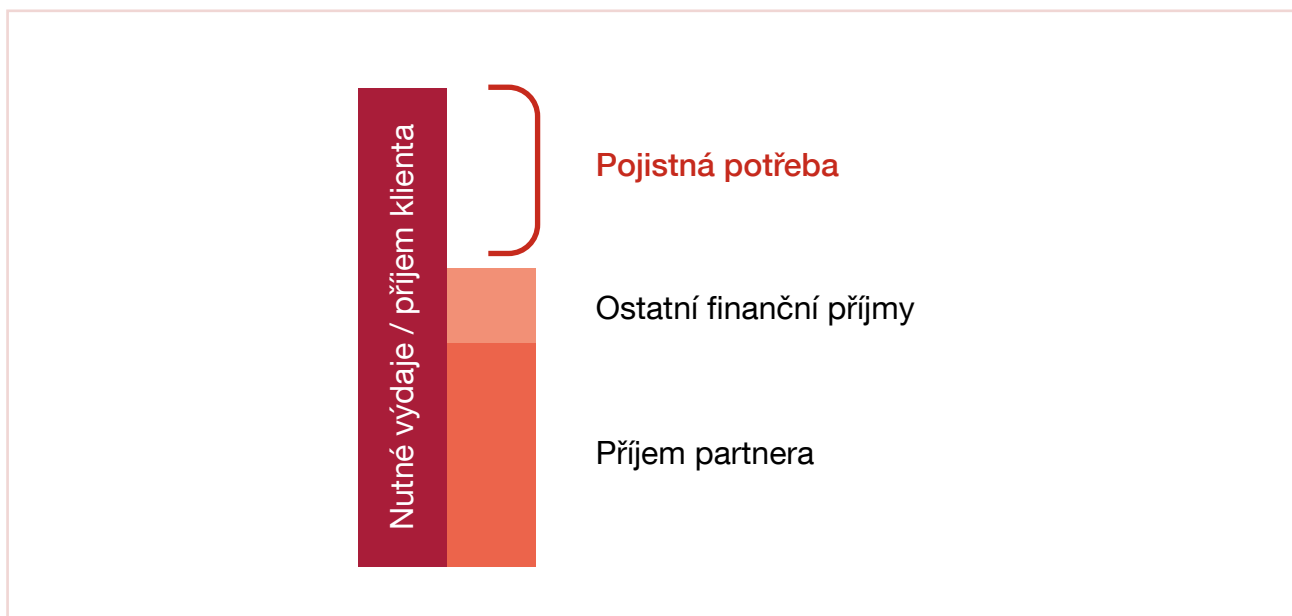 Nutné výdaje / příjem klienta
Pojistná potřeba
Ostatní finanční příjmy
Příjem partnera